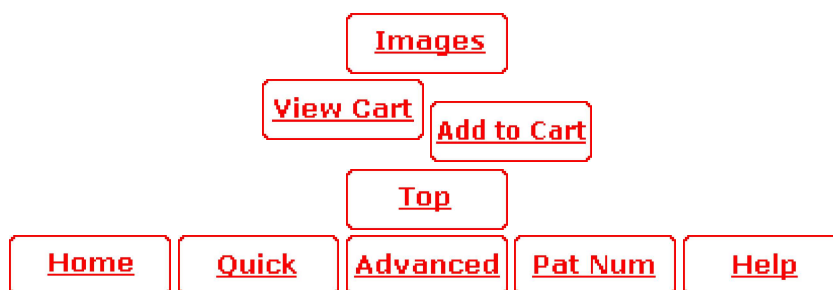 Images
View Cart
Add to Cart
Top
Home Quick Advanced Pat Num Help